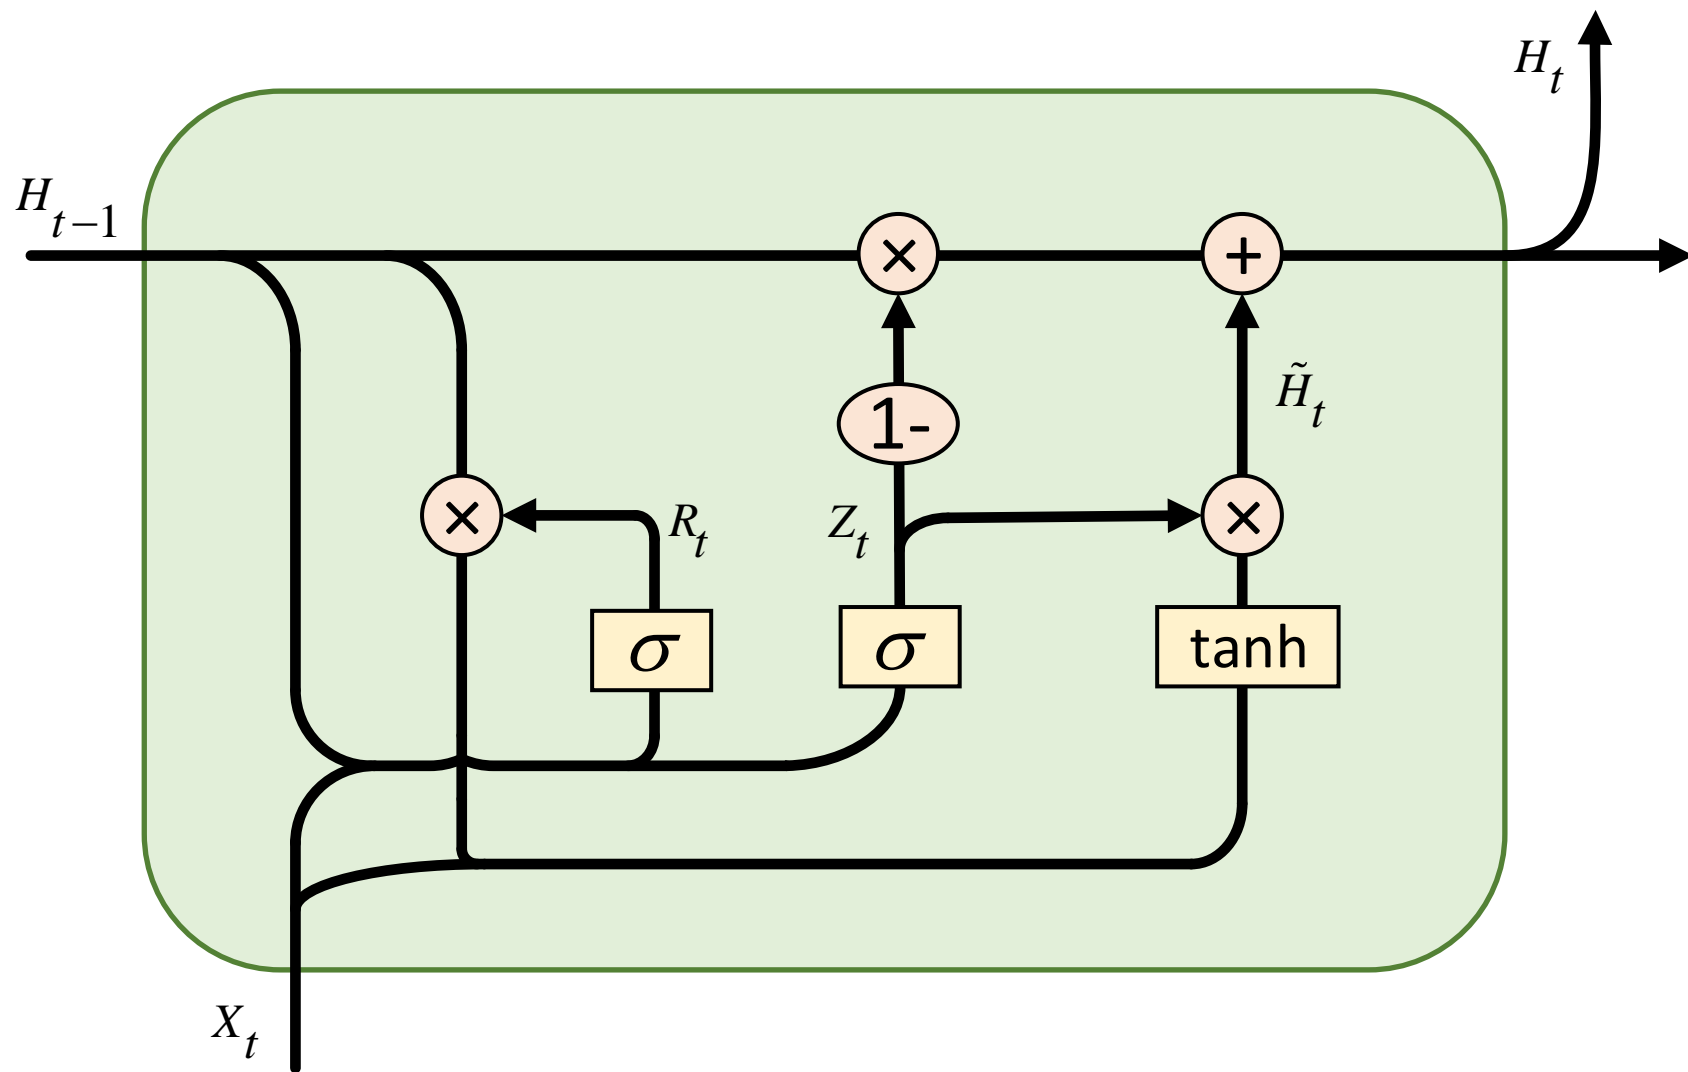 H_t
H_{t−1}
× +
1-
H̃_t
× R_t Z_t ×
σ σ tanh
X_t